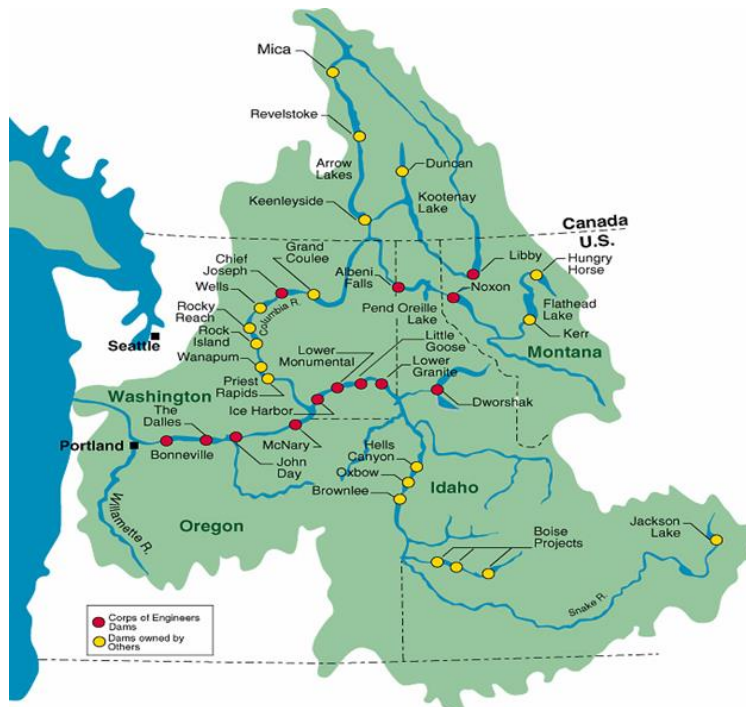 Mica
Revelstoke
Arrow
Lakes
Duncan
Kootenay
Lake
Keenleyside
Canada
U.S.
Grand
Coulee
Chief
Joseph
Wells
Albeni
Falls
Libby
Hungry
Horse
Noxon
Pend Oreille
Lake
Flathead
Lake
Kerr
Montana
Rocky
Reach
Rock
Island
Columbia R.
Seattle
Wanapum
Priest
Rapids
Washington
Lower
Monumental
Little
Goose
Lower
Granite
Ice Harbor
Dworshak
The
Dalles
Portland
Bonneville
McNary
John
Day
Hells
Canyon
Oxbow
Brownlee
Idaho
Willamette R.
Oregon
Boise
Projects
Jackson
Lake
Snake R.
Corps of Engineers
Dams
Dams owned by
Others